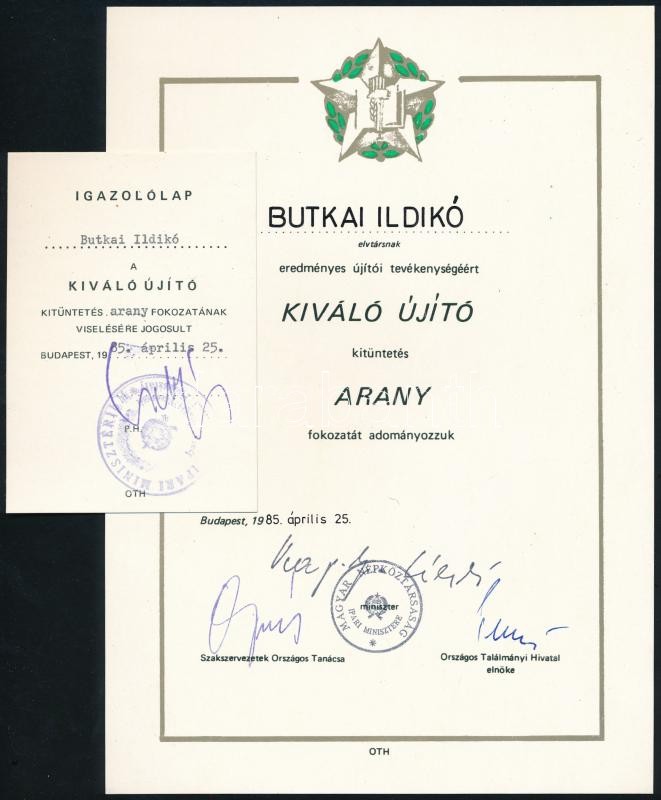 IGAZOLÓLAP
Butkai Ildikó
A
KIVÁLÓ ÚJÍTÓ
KITÜNTETÉS arany FOKOZATÁNAK
VISELÉSÉRE JOGOSULT
BUDAPEST, 1985. április 25.
P.H.
IPARI MINISZTÉRIUM
OTH
BUTKAI ILDIKÓ
elvtársnak
eredményes újítói tevékenységéért
KIVÁLÓ ÚJÍTÓ
kitüntetés
ARANY
fokozatát adományozzuk
Budapest, 1985. április 25.
MAGYAR NÉPKÖZTÁRSASÁG
miniszter
IPARI MINISZTERE
Szakszervezetek Országos Tanácsa
Országos Találmányi Hivatal
elnöke
OTH